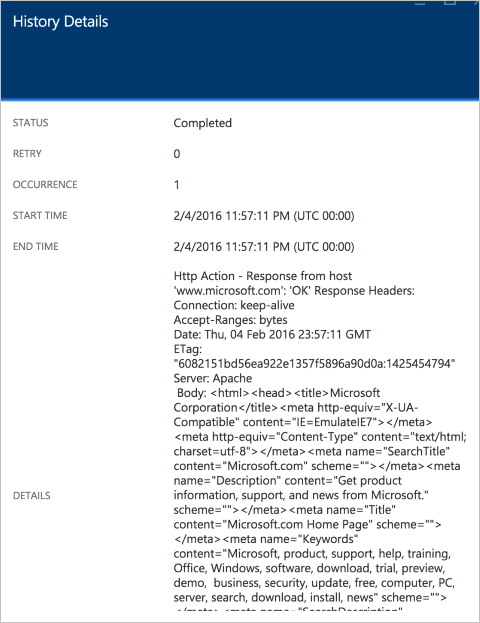 History Details
STATUS Completed
RETRY 0
OCCURRENCE 1
START TIME 2/4/2016 11:57:11 PM (UTC 00:00)
END TIME 2/4/2016 11:57:11 PM (UTC 00:00)
DETAILS
Http Action - Response from host
'www.microsoft.com': 'OK' Response Headers:
Connection: keep-alive
Accept-Ranges: bytes
Date: Thu, 04 Feb 2016 23:57:11 GMT
ETag:
"6082151bd56ea922e1357f5896a90d0a:1425454794"
Server: Apache
Body: <html><head><title>Microsoft
Corporation</title><meta http-equiv="X-UA-
Compatible" content="IE=EmulateIE7"></meta>
<meta http-equiv="Content-Type" content="text/html;
charset=utf-8"></meta><meta name="SearchTitle"
content="Microsoft.com" scheme=""></meta><meta
name="Description" content="Get product
information, support, and news from Microsoft."
scheme=""></meta><meta name="Title"
content="Microsoft.com Home Page" scheme="">
</meta><meta name="Keywords"
content="Microsoft, product, support, help, training,
Office, Windows, software, download, trial, preview,
demo,  business, security, update, free, computer, PC,
server, search, download, install, news" scheme="">
</meta><meta name="SearchDescription"